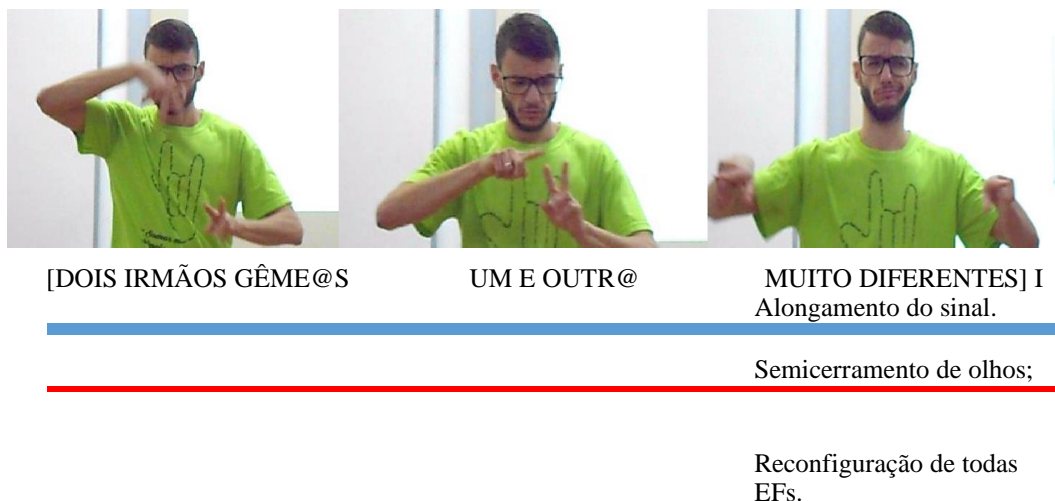 [DOIS IRMÃOS GÊME@S UM E OUTR@ MUITO DIFERENTES] I
Alongamento do sinal.
Semicerramento de olhos;
Reconfiguração de todas
EFs.